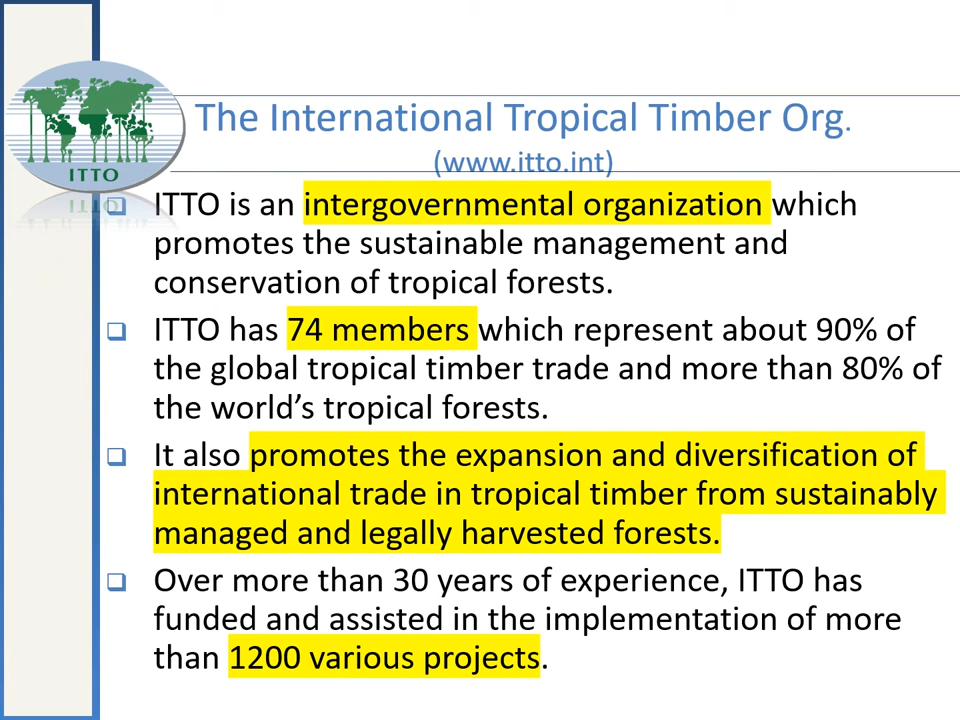 ITTO
The International Tropical Timber Org.
(www.itto.int)
ITTO is an intergovernmental organization which
promotes the sustainable management and
conservation of tropical forests.
ITTO has 74 members which represent about 90% of
the global tropical timber trade and more than 80% of
the world’s tropical forests.
It also promotes the expansion and diversification of
international trade in tropical timber from sustainably
managed and legally harvested forests.
Over more than 30 years of experience, ITTO has
funded and assisted in the implementation of more
than 1200 various projects.